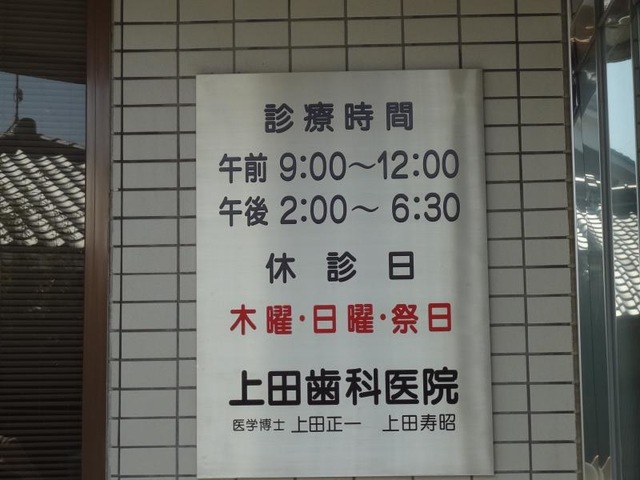 診療時間
午前 9:00～12:00
午後 2:00～ 6:30
休診日
木曜・日曜・祭日
上田歯科医院
医学博士 上田正一 上田寿昭